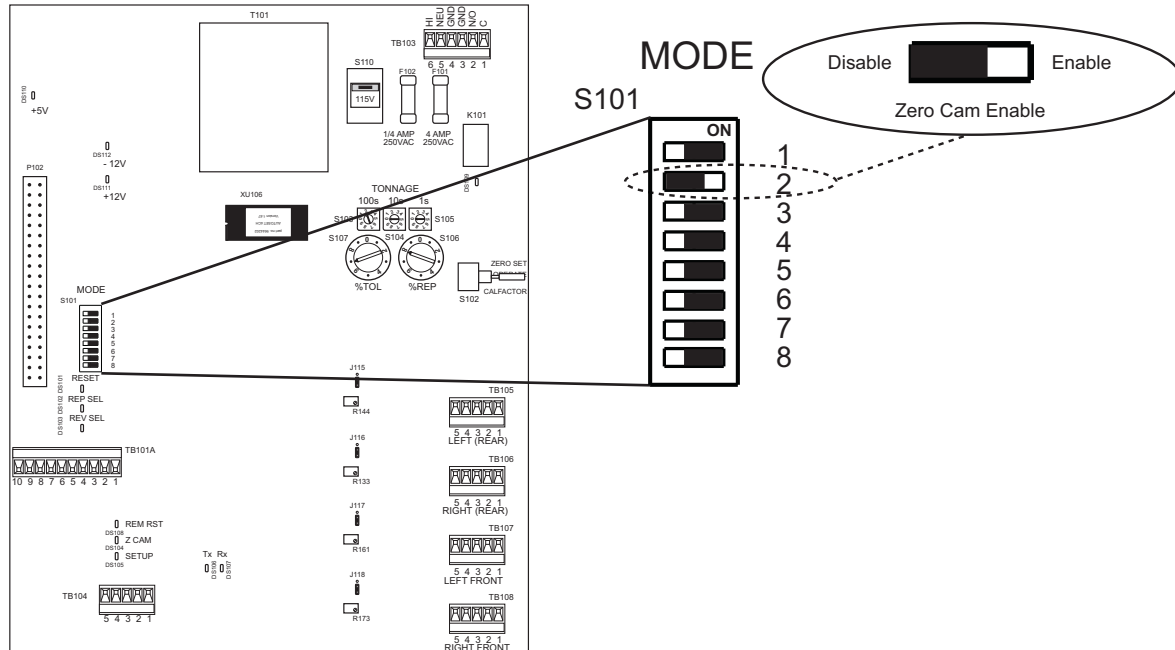 T101
HI
NEU
GND
GND
N/O
C
TB103
6 5 4 3 2 1
S110
115V
F102
F101
1/4 AMP
250VAC
4 AMP
250VAC
K101
DS109
DS110
+5V
DS112
- 12V
DS111
+12V
P102
XU106
TONNAGE
100s 10s 1s
S103
S105
S107
S104
S106
%TOL
%REP
ZERO SET
OPERATE
CALFACTOR
S102
MODE
S101
1
2
3
4
5
6
7
8
RESET
DS101
REP SEL
DS102
REV SEL
DS103
TB101A
10 9 8 7 6 5 4 3 2 1
REM RST
DS108
Z CAM
DS104
SETUP
DS105
Tx Rx
DS106
DS107
TB104
5 4 3 2 1
J115
R144
J116
R133
J117
R161
J118
R173
TB105
5 4 3 2 1
LEFT (REAR)
TB106
5 4 3 2 1
RIGHT (REAR)
TB107
5 4 3 2 1
LEFT FRONT
TB108
5 4 3 2 1
RIGHT FRONT
MODE
S101
ON
1
2
3
4
5
6
7
8
Disable
Enable
Zero Cam Enable